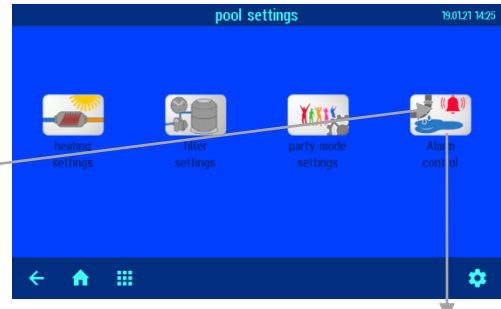 pool settings
19.01.21 14:25
heating
settings
filter
settings
party mode
settings
Alarm
control